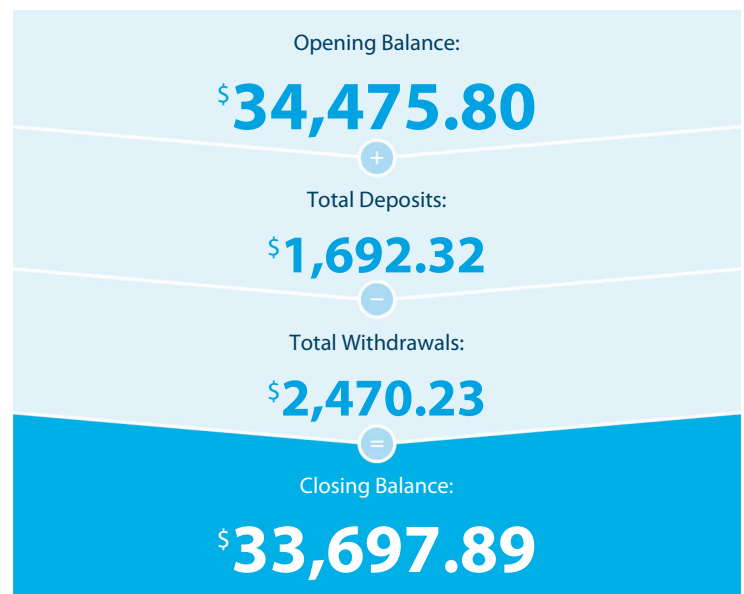 Opening Balance:
$34,475.80
+
Total Deposits:
$1,692.32
−
Total Withdrawals:
$2,470.23
=
Closing Balance:
$33,697.89